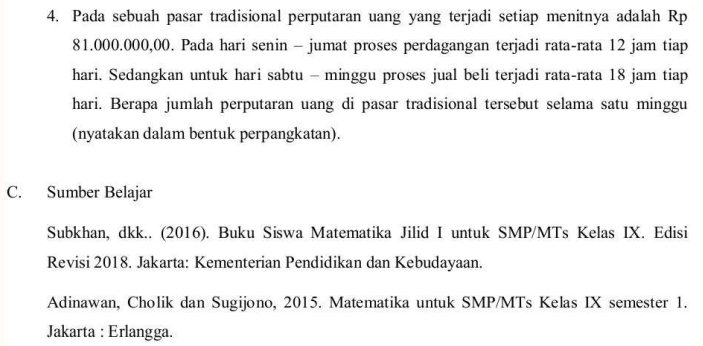 4. Pada sebuah pasar tradisional perputaran uang yang terjadi setiap menitnya adalah Rp
81.000.000,00. Pada hari senin – jumat proses perdagangan terjadi rata-rata 12 jam tiap
hari. Sedangkan untuk hari sabtu – minggu proses jual beli terjadi rata-rata 18 jam tiap
hari. Berapa jumlah perputaran uang di pasar tradisional tersebut selama satu minggu
(nyatakan dalam bentuk perpangkatan).
C. Sumber Belajar
Subkhan, dkk.. (2016). Buku Siswa Matematika Jilid I untuk SMP/MTs Kelas IX. Edisi
Revisi 2018. Jakarta: Kementerian Pendidikan dan Kebudayaan.
Adinawan, Cholik dan Sugijono, 2015. Matematika untuk SMP/MTs Kelas IX semester 1.
Jakarta : Erlangga.